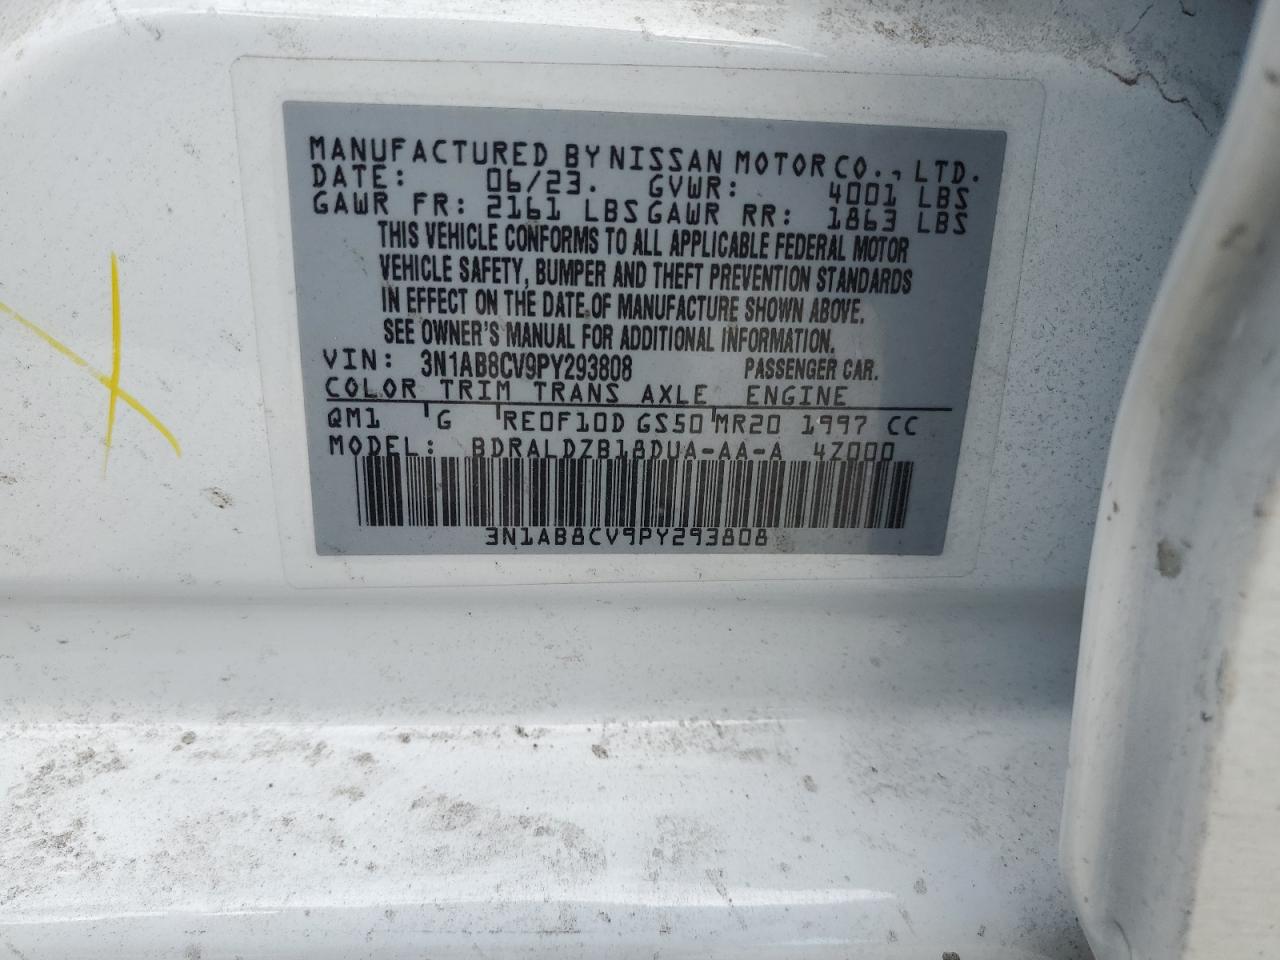 MANUFACTURED BY NISSAN MOTOR CO., LTD.
DATE: 06/23. GVWR: 4001 LBS
GAWR FR: 2161 LBS GAWR RR: 1863 LBS
THIS VEHICLE CONFORMS TO ALL APPLICABLE FEDERAL MOTOR
VEHICLE SAFETY, BUMPER AND THEFT PREVENTION STANDARDS
IN EFFECT ON THE DATE OF MANUFACTURE SHOWN ABOVE.
SEE OWNER'S MANUAL FOR ADDITIONAL INFORMATION.
VIN: 3N1AB8CV9PY293808 PASSENGER CAR.
COLOR TRIM TRANS AXLE ENGINE
QM1 G RE0F10D GS50 MR20 1997 CC
MODEL: BDRALDZB18DUA-AA-A 4Z000
3N1AB8CV9PY293808